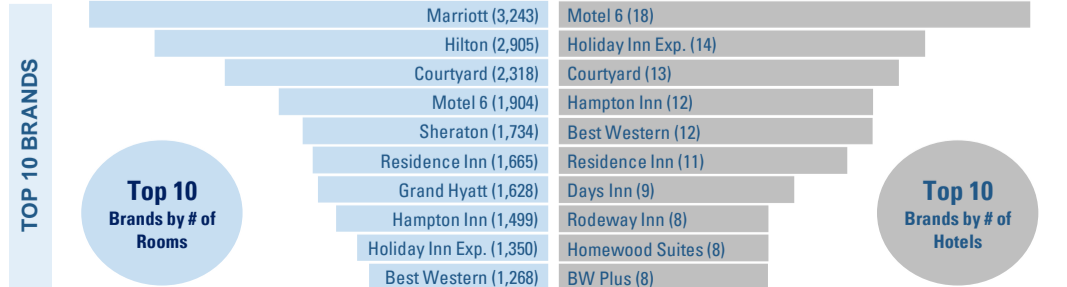 TOP 10 BRANDS
Marriott (3,243)
Hilton (2,905)
Courtyard (2,318)
Motel 6 (1,904)
Sheraton (1,734)
Residence Inn (1,665)
Grand Hyatt (1,628)
Hampton Inn (1,499)
Holiday Inn Exp. (1,350)
Best Western (1,268)
Top 10
Brands by # of
Rooms
Motel 6 (18)
Holiday Inn Exp. (14)
Courtyard (13)
Hampton Inn (12)
Best Western (12)
Residence Inn (11)
Days Inn (9)
Rodeway Inn (8)
Homewood Suites (8)
BW Plus (8)
Top 10
Brands by # of
Hotels